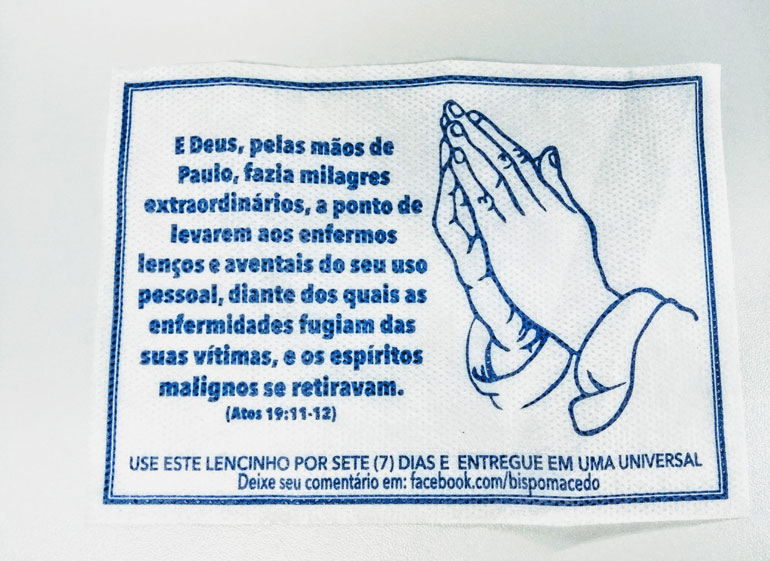 E Deus, pelas mãos de
Paulo, fazia milagres
extraordinários, a ponto de
levarem aos enfermos
lenços e aventais do seu uso
pessoal, diante dos quais as
enfermidades fugiam das
suas vítimas, e os espíritos
malignos se retiravam.
(Atos 19:11-12)
USE ESTE LENCINHO POR SETE (7) DIAS E ENTREGUE EM UMA UNIVERSAL
Deixe seu comentário em: facebook.com/bispomacedo